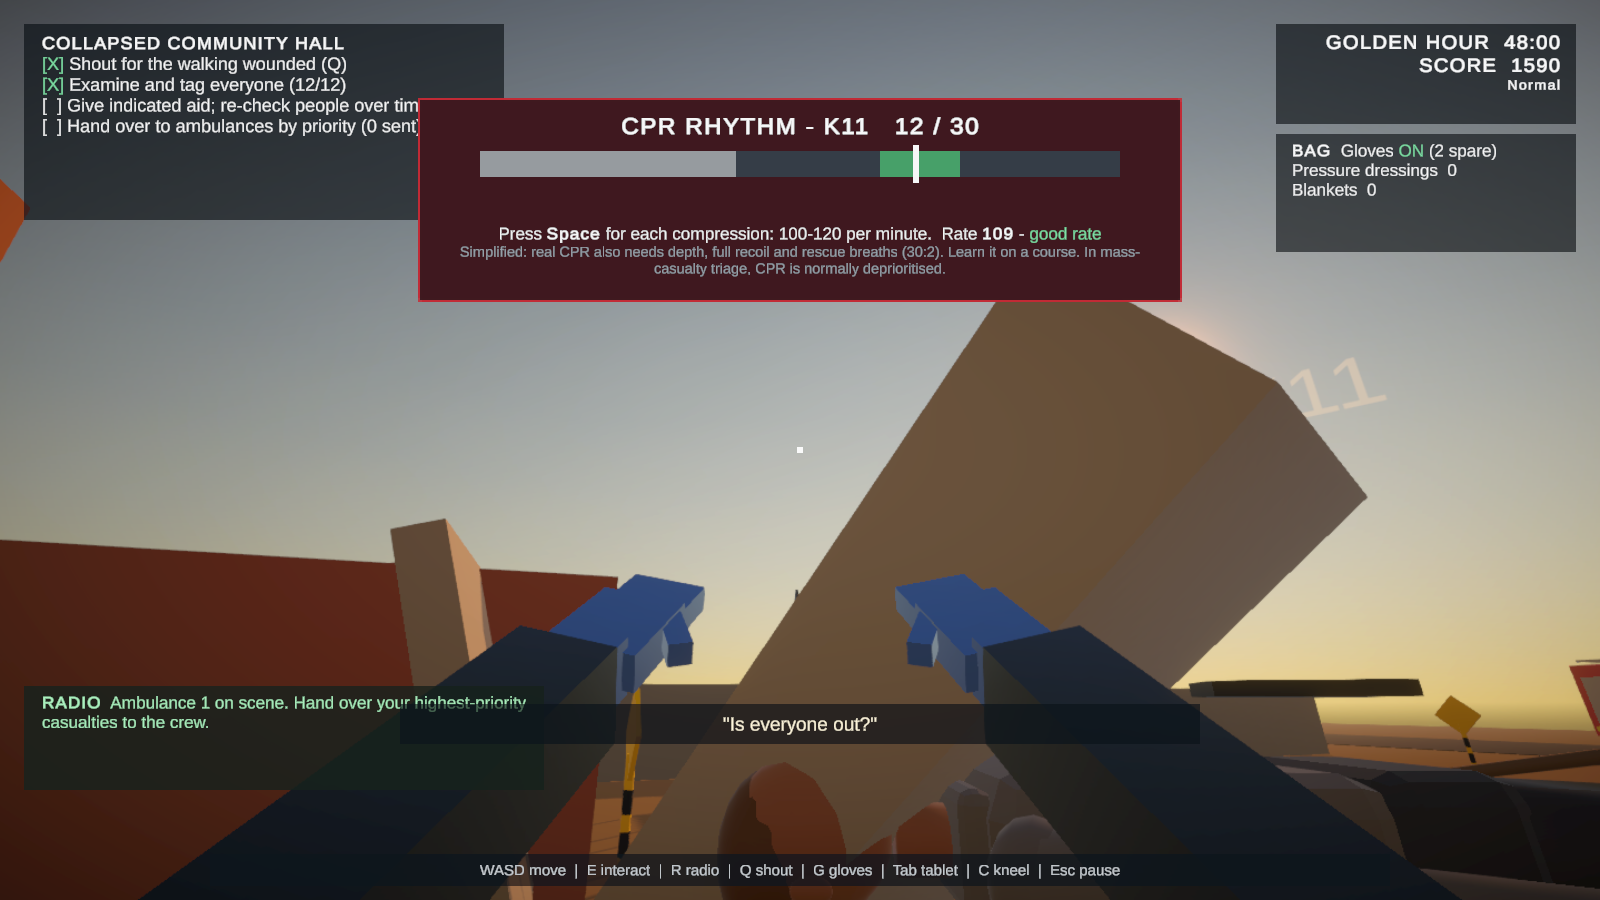 COLLAPSED COMMUNITY HALL
[X] Shout for the walking wounded (Q)
[X] Examine and tag everyone (12/12)
[ ] Give indicated aid; re-check people over tim
[ ] Hand over to ambulances by priority (0 sent)
CPR RHYTHM - K11 12 / 30
Press Space for each compression: 100-120 per minute. Rate 109 - good rate
Simplified: real CPR also needs depth, full recoil and rescue breaths (30:2). Learn it on a course. In mass-
casualty triage, CPR is normally deprioritised.
GOLDEN HOUR 48:00
SCORE 1590
Normal
BAG Gloves ON (2 spare)
Pressure dressings 0
Blankets 0
11
RADIO Ambulance 1 on scene. Hand over your highest-priority
casualties to the crew.
"Is everyone out?"
WASD move | E interact | R radio | Q shout | G gloves | Tab tablet | C kneel | Esc pause